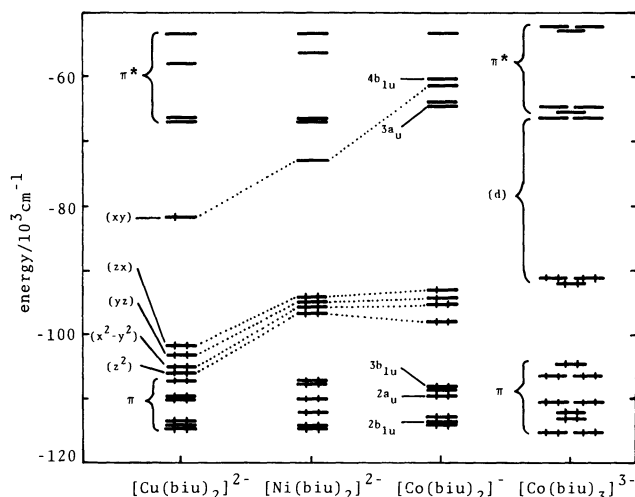 energy/10³cm⁻¹
-60
-80
-100
-120
π*
(xy)
(zx)
(yz)
(x²-y²)
(z²)
π
4b₁ᵤ
3aᵤ
3b₁ᵤ
2aᵤ
2b₁ᵤ
π*
(d)
π
[Cu(biu)₂]²⁻ [Ni(biu)₂]²⁻ [Co(biu)₂]⁻ [Co(biu)₃]³⁻